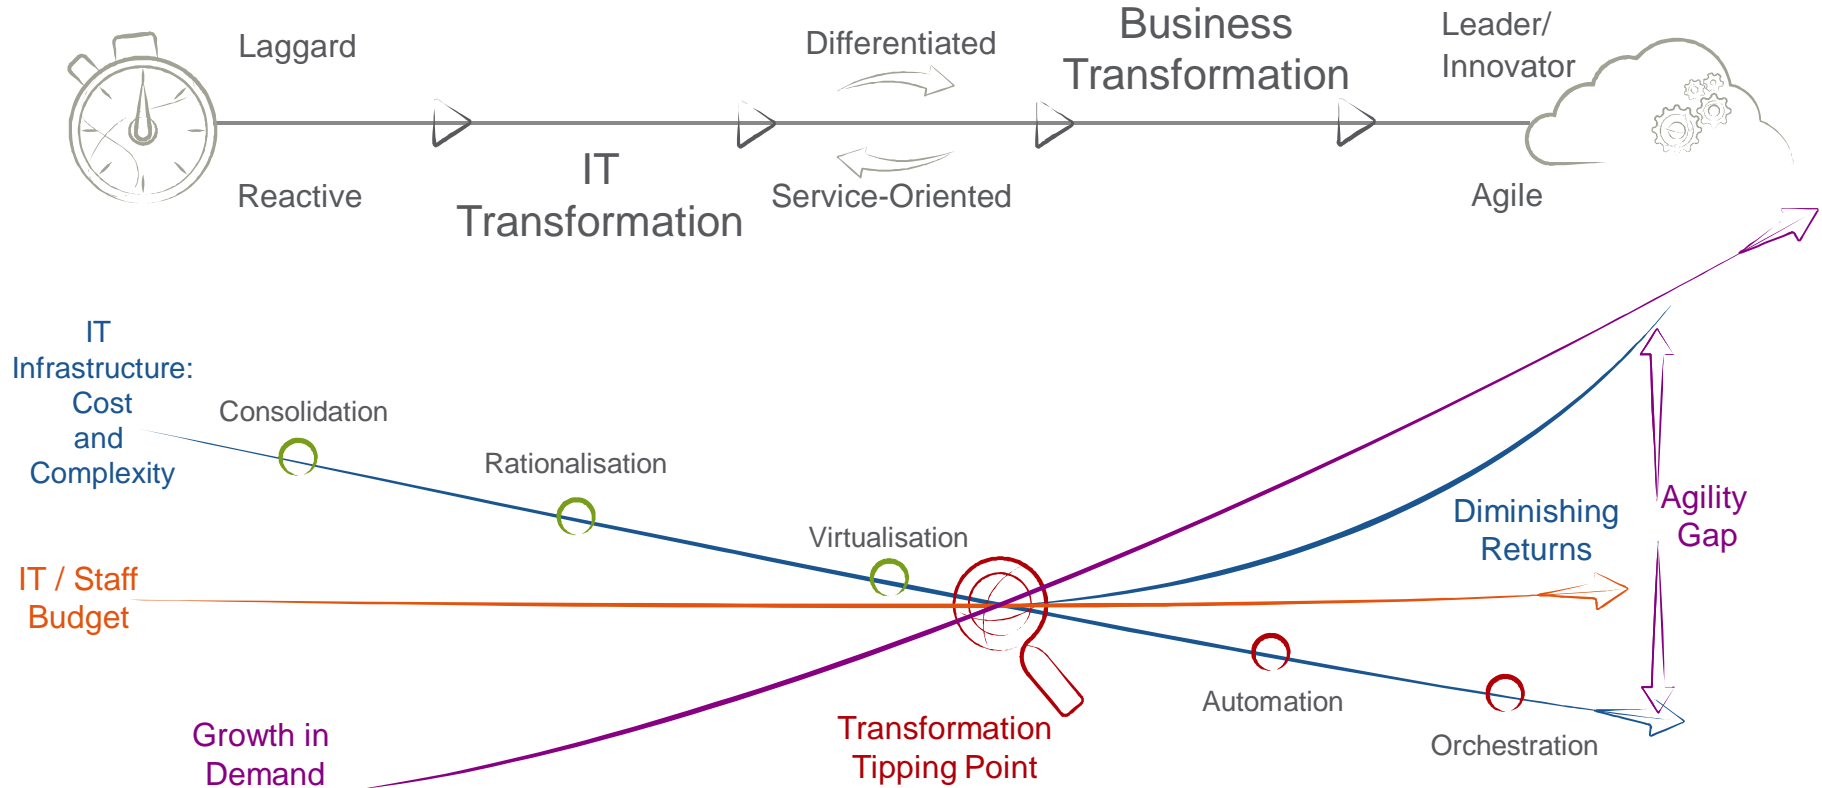 Laggard
Differentiated
Business
Transformation
Leader/
Innovator
Reactive
IT
Transformation
Service-Oriented
Agile
IT
Infrastructure:
Cost
and
Complexity
Consolidation
Rationalisation
Virtualisation
Diminishing
Returns
Agility
Gap
IT / Staff
Budget
Automation
Orchestration
Growth in
Demand
Transformation
Tipping Point